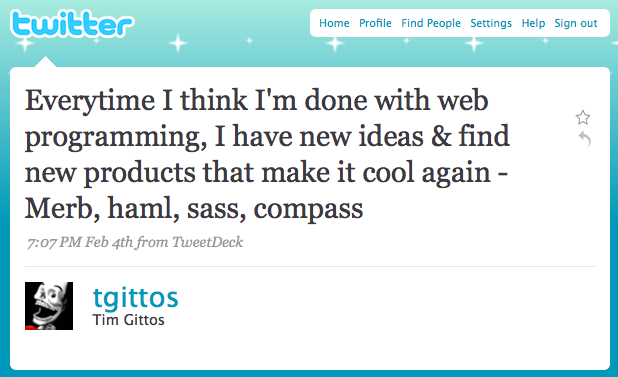 twitter
Home Profile Find People Settings Help Sign out
Everytime I think I'm done with web
programming, I have new ideas & find
new products that make it cool again -
Merb, haml, sass, compass
7:07 PM Feb 4th from TweetDeck
tgittos
Tim Gittos